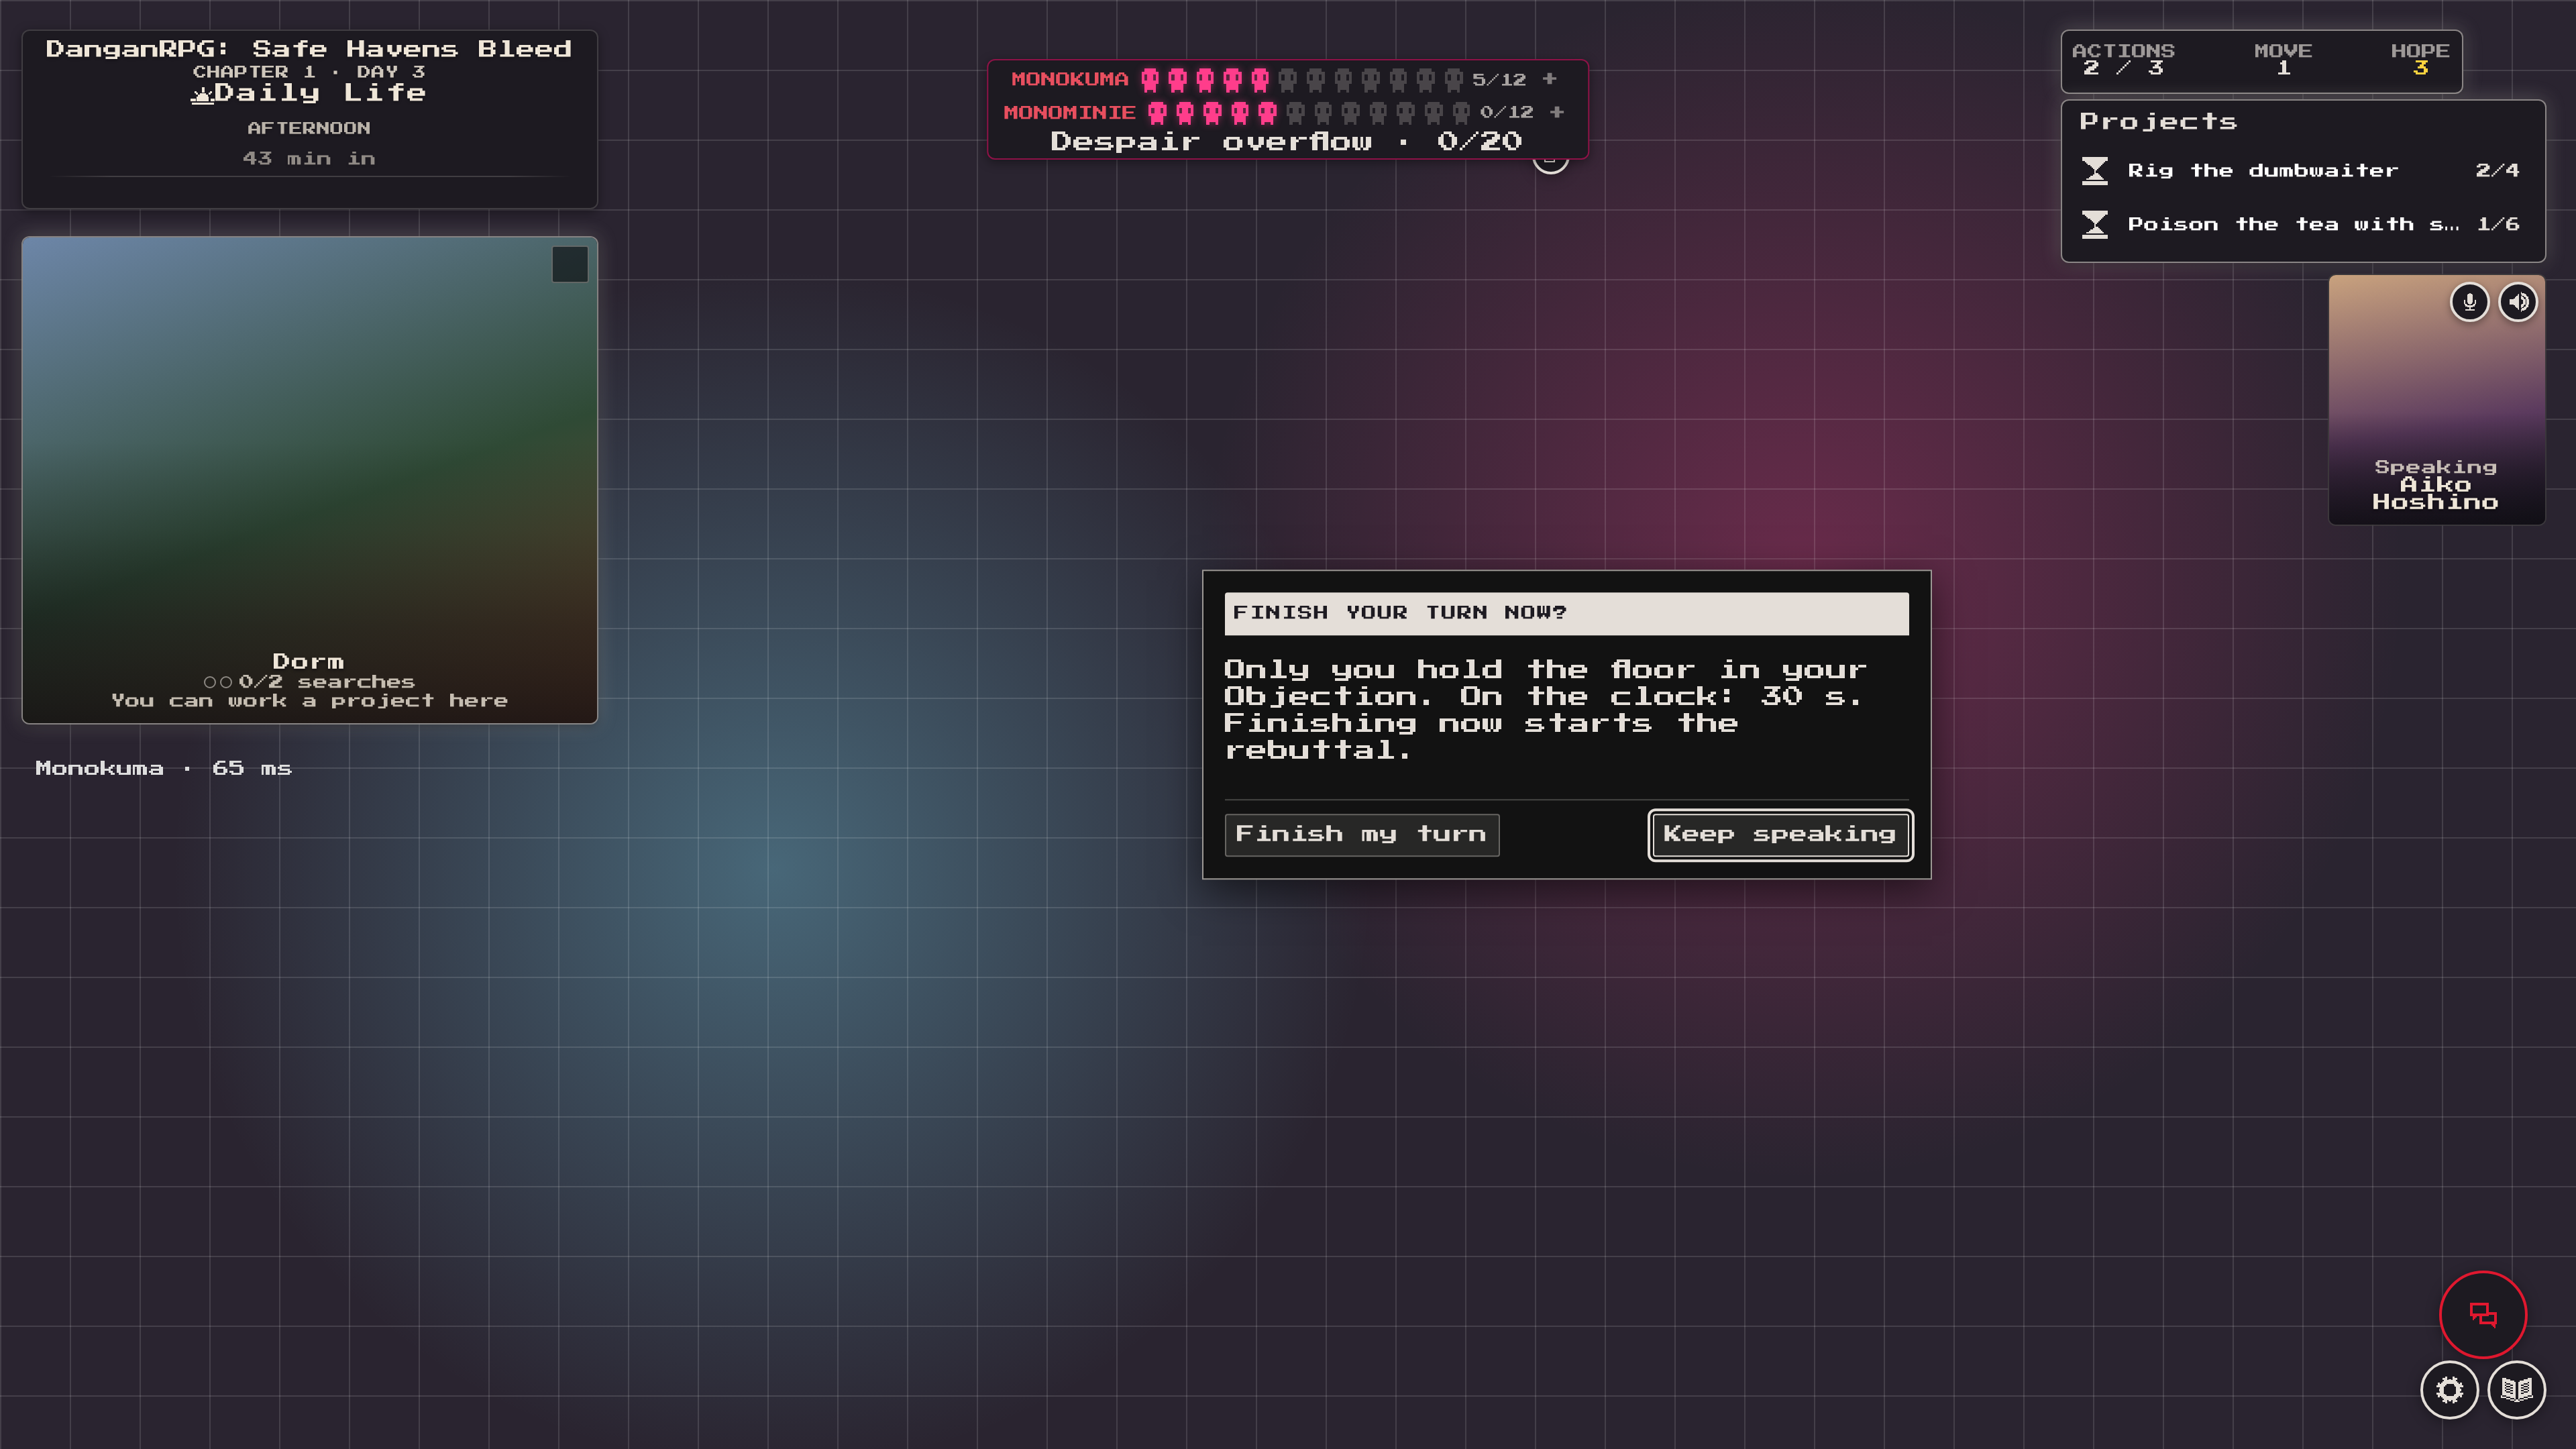 DanganRPG: Safe Havens Bleed
CHAPTER 1 · DAY 3
Daily Life
AFTERNOON
43 min in
MONOKUMA 5/12 +
MONOMINIE 0/12 +
Despair overflow · 0/20
ACTIONS MOVE HOPE
2 / 3 1 3
Projects
Rig the dumbwaiter 2/4
Poison the tea with s… 1/6
Speaking
Aiko
Hoshino
Dorm
0/2 searches
You can work a project here
Monokuma · 65 ms
FINISH YOUR TURN NOW?
Only you hold the floor in your
Objection. On the clock: 30 s.
Finishing now starts the
rebuttal.
Finish my turn Keep speaking